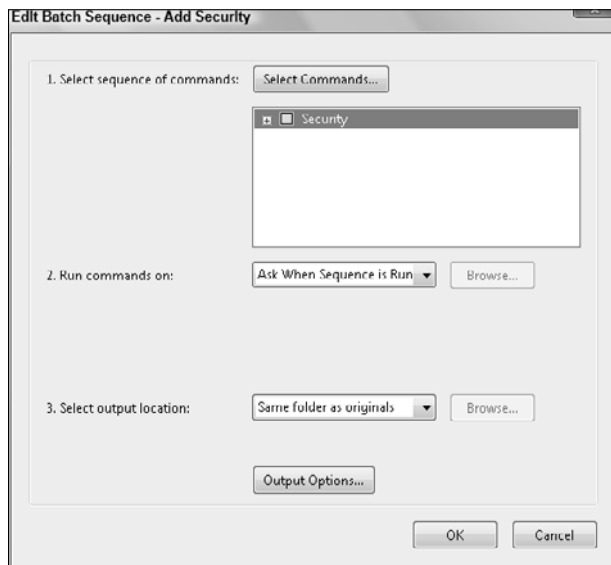 Edit Batch Sequence - Add Security
1. Select sequence of commands: Select Commands...
Security
2. Run commands on: Ask When Sequence is Run Browse...
3. Select output location: Same folder as originals Browse...
Output Options...
OK Cancel